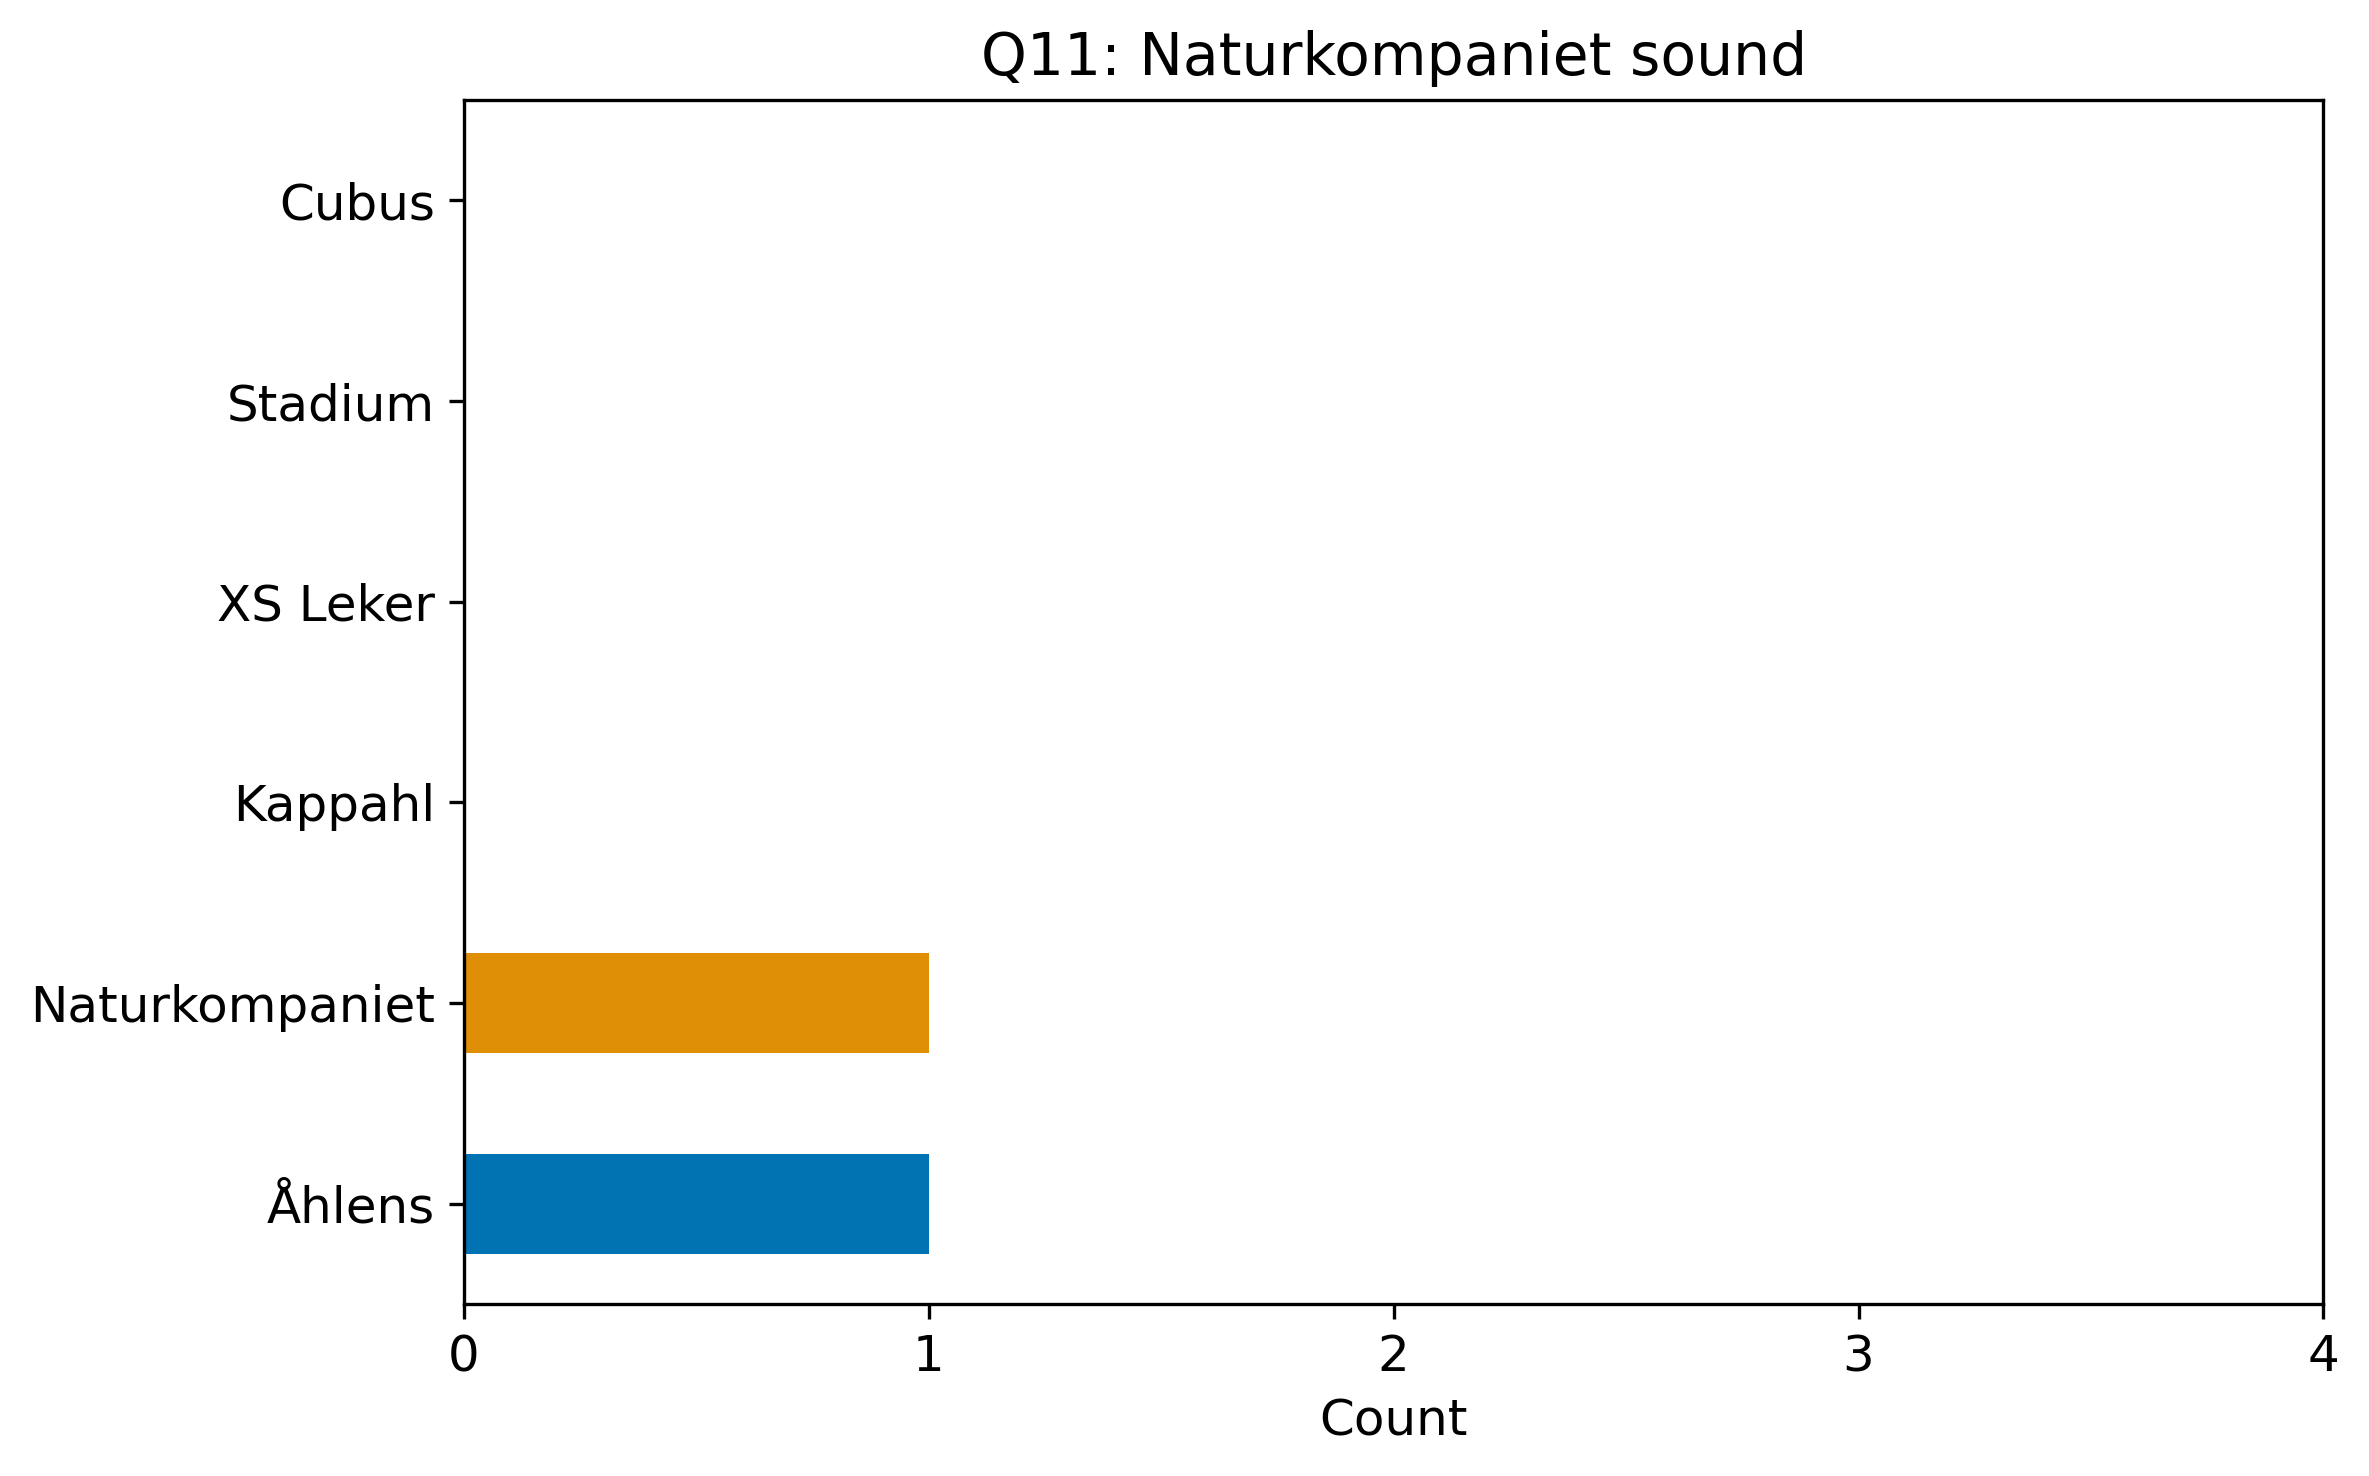 Q11: Naturkompaniet sound
Cubus
Stadium
XS Leker
Kappahl
Naturkompaniet
Åhlens
0 1 2 3 4
Count